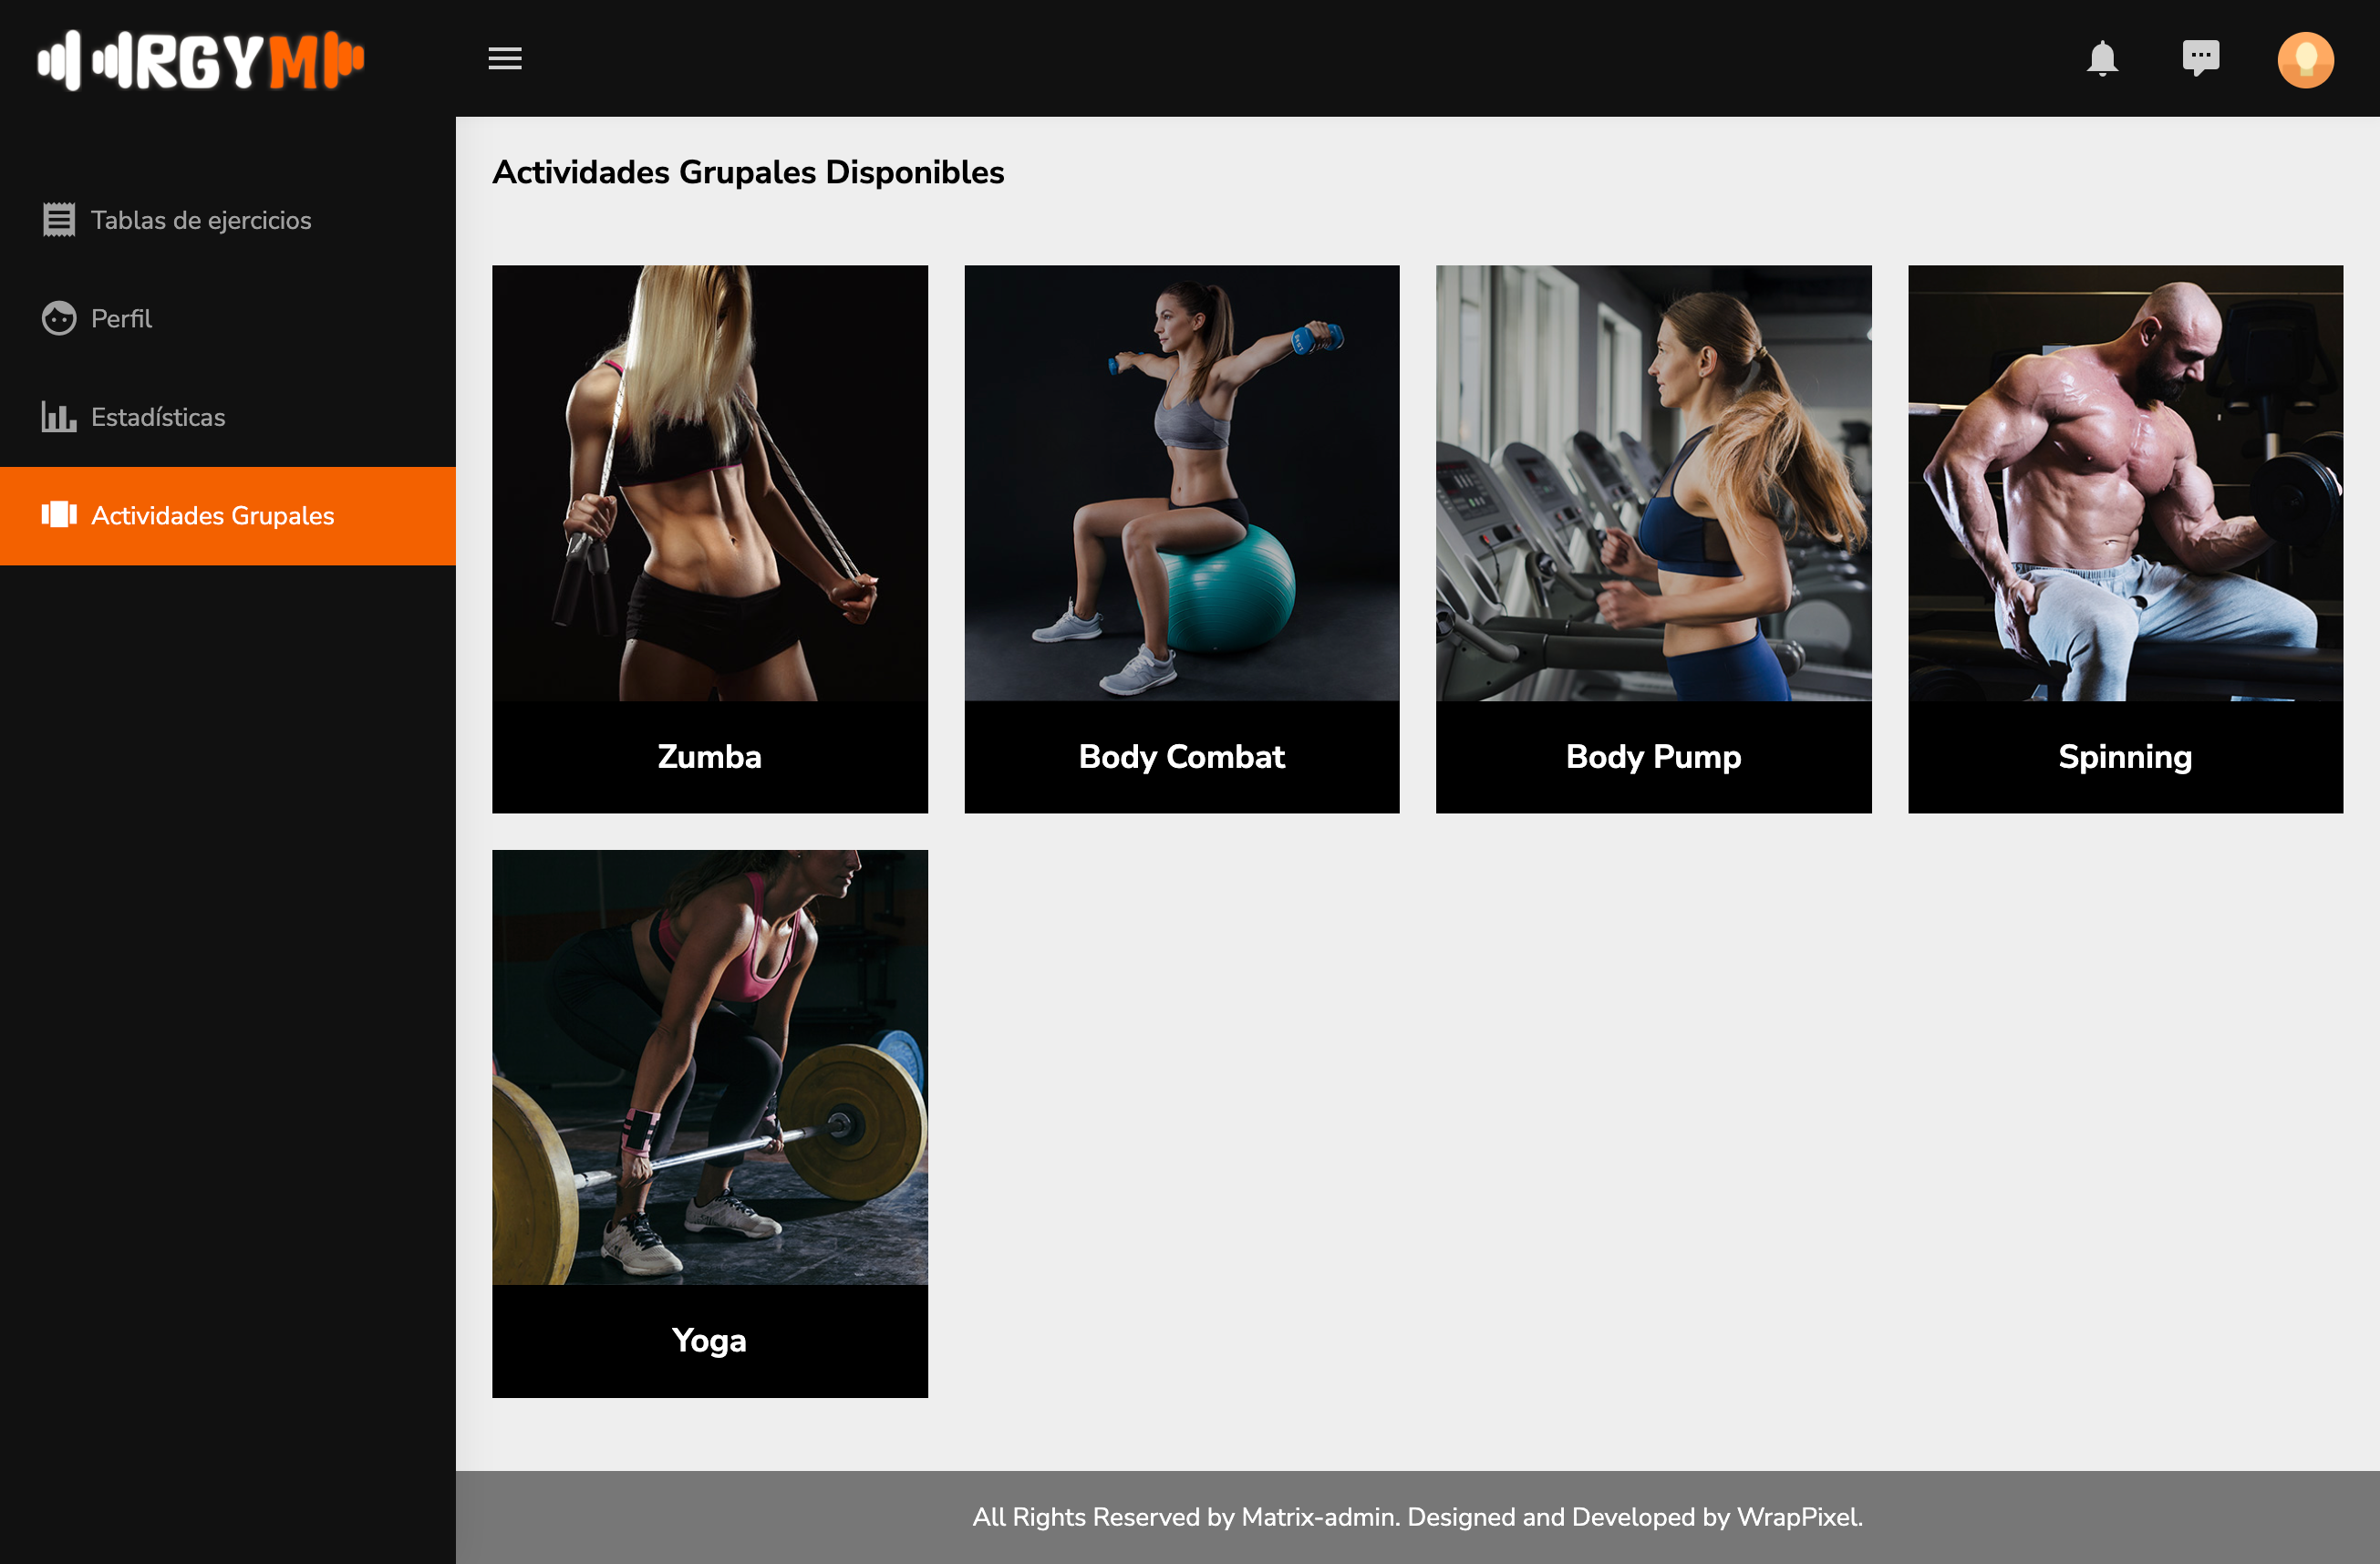 RGYM
Actividades Grupales Disponibles
Tablas de ejercicios
Perfil
Estadísticas
Actividades Grupales
Zumba
Body Combat
Body Pump
Spinning
Yoga
All Rights Reserved by Matrix-admin. Designed and Developed by WrapPixel.